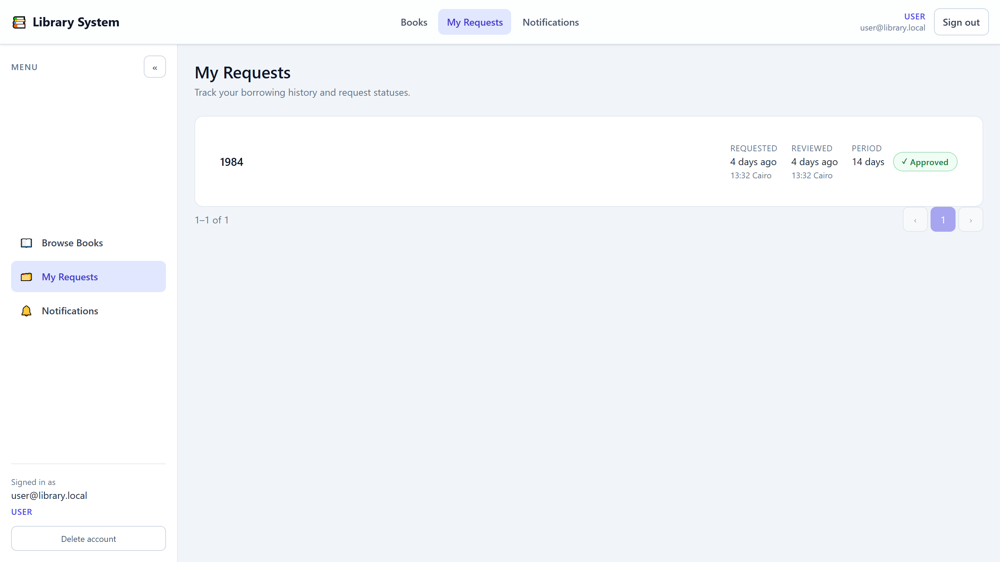 Library System
Books
My Requests
Notifications
USER
user@library.local
Sign out
MENU
«
Browse Books
My Requests
Notifications
Signed in as
user@library.local
USER
Delete account
My Requests
Track your borrowing history and request statuses.
1984
REQUESTED
4 days ago
13:32 Cairo
REVIEWED
4 days ago
13:32 Cairo
PERIOD
14 days
✓ Approved
1–1 of 1
‹
1
›